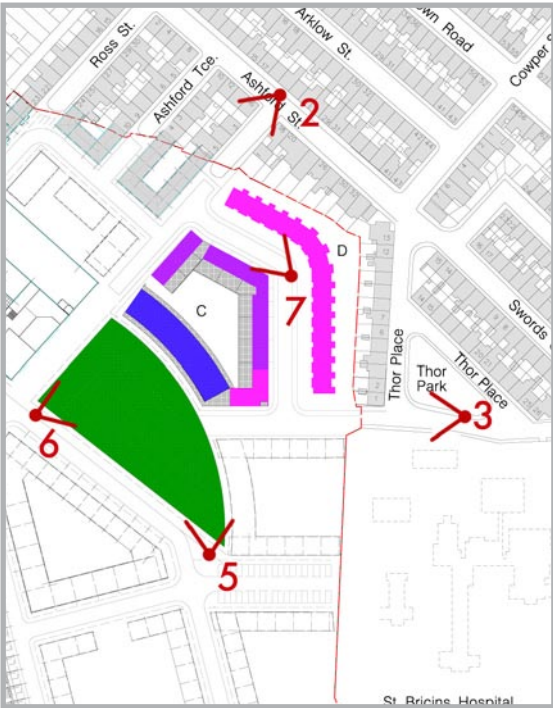 Ross St.
Arklow St.
own Road
Cowper S
Ashford Tce.
Ashford St.
2
D
7
C
Thor Place
Thor
Park
Thor Place
Swords
3
6
5
St. Bricins Hospital